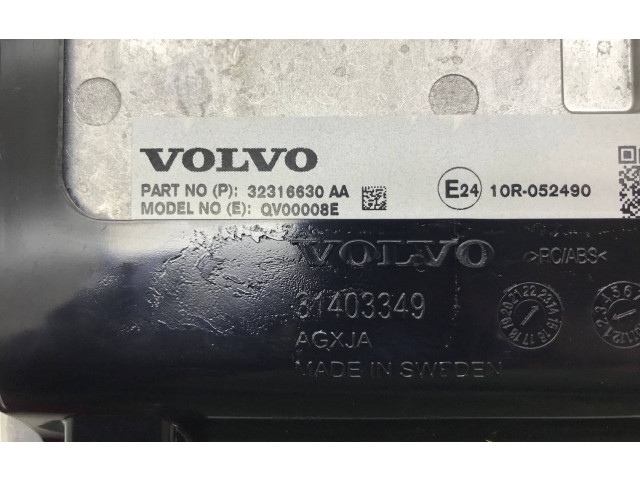 VOLVO
PART NO (P): 32316630 AA
MODEL NO (E): QV00008E
E24 10R-052490
VOLVO
>PC/ABS<
31403349
AGXJA
MADE IN SWEDEN